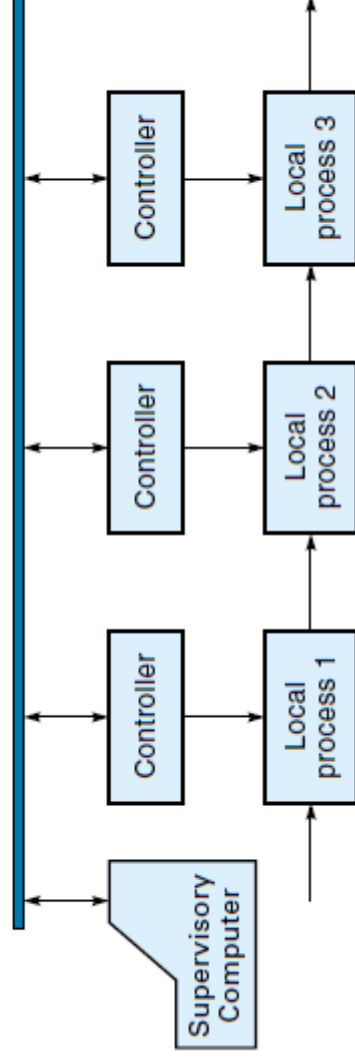 Supervisory
Computer
Controller
Controller
Controller
Local
process 1
Local
process 2
Local
process 3